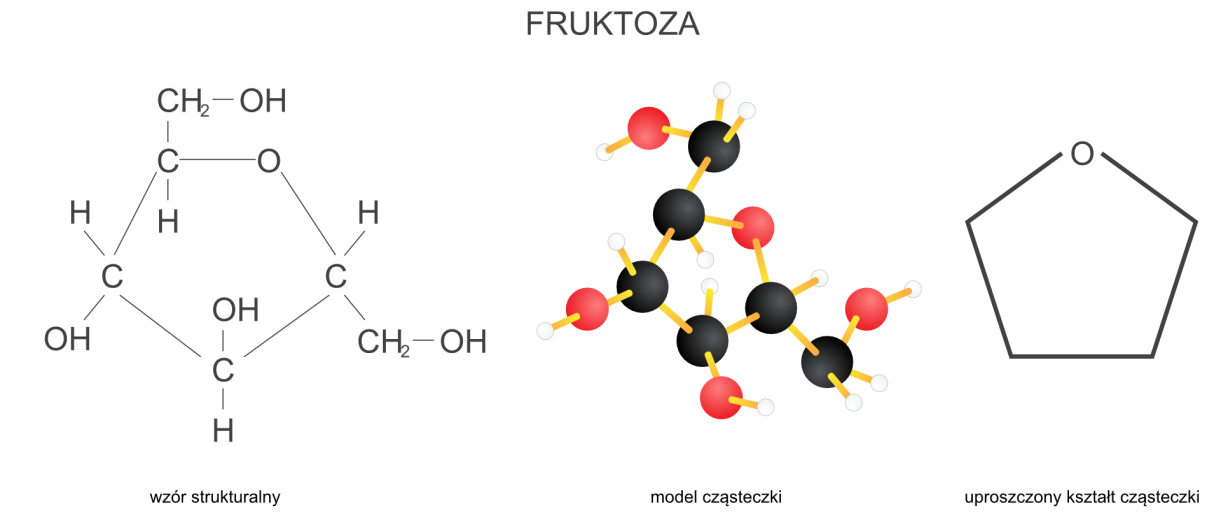 FRUKTOZA
CH₂ OH
C O
H H H
C C
OH OH
CH₂ OH
C
H
O
wzór strukturalny
model cząsteczki
uproszczony kształt cząsteczki